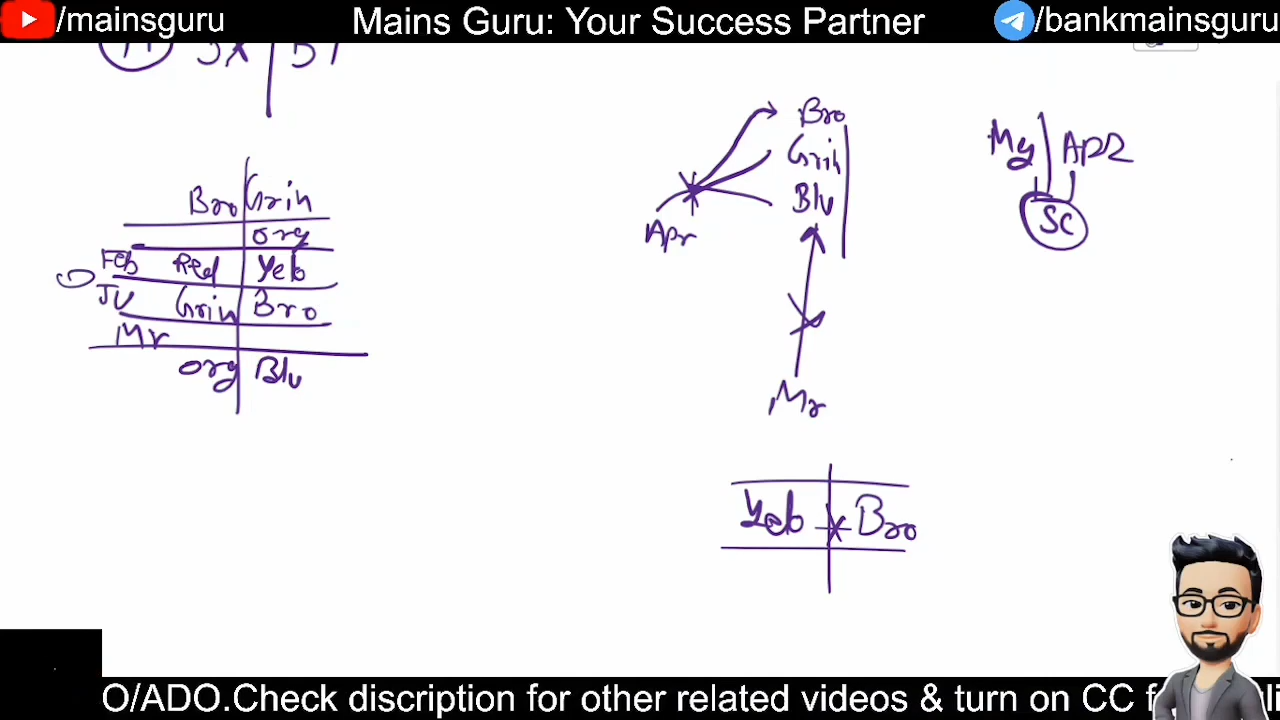 /mainsguru Mains Guru: Your Success Partner /bankmainsguru
Bro Grin
Org
Feb Red Yelo
JU Grin Bro
Mr
Org Blu
Bro
Grin
Blu
Apr
Mr
My APR
SC
Yelo Bro
O/ADO.Check discription for other related videos & turn on CC f